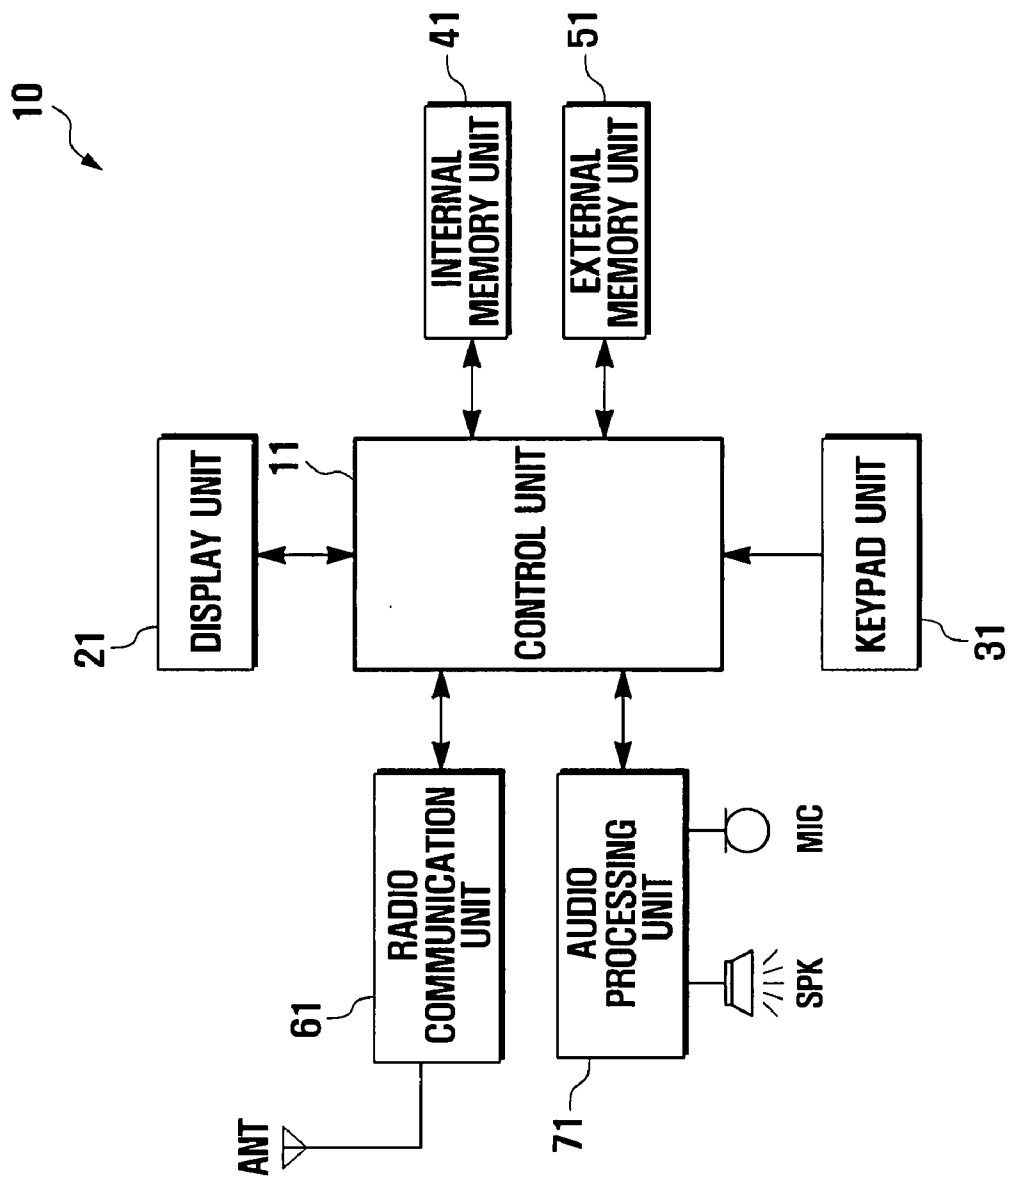 10
ANT
61
RADIO
COMMUNICATION
UNIT
21
DISPLAY UNIT
11
CONTROL UNIT
41
INTERNAL
MEMORY UNIT
51
EXTERNAL
MEMORY UNIT
71
AUDIO
PROCESSING
UNIT
SPK
MIC
KEYPAD UNIT
31